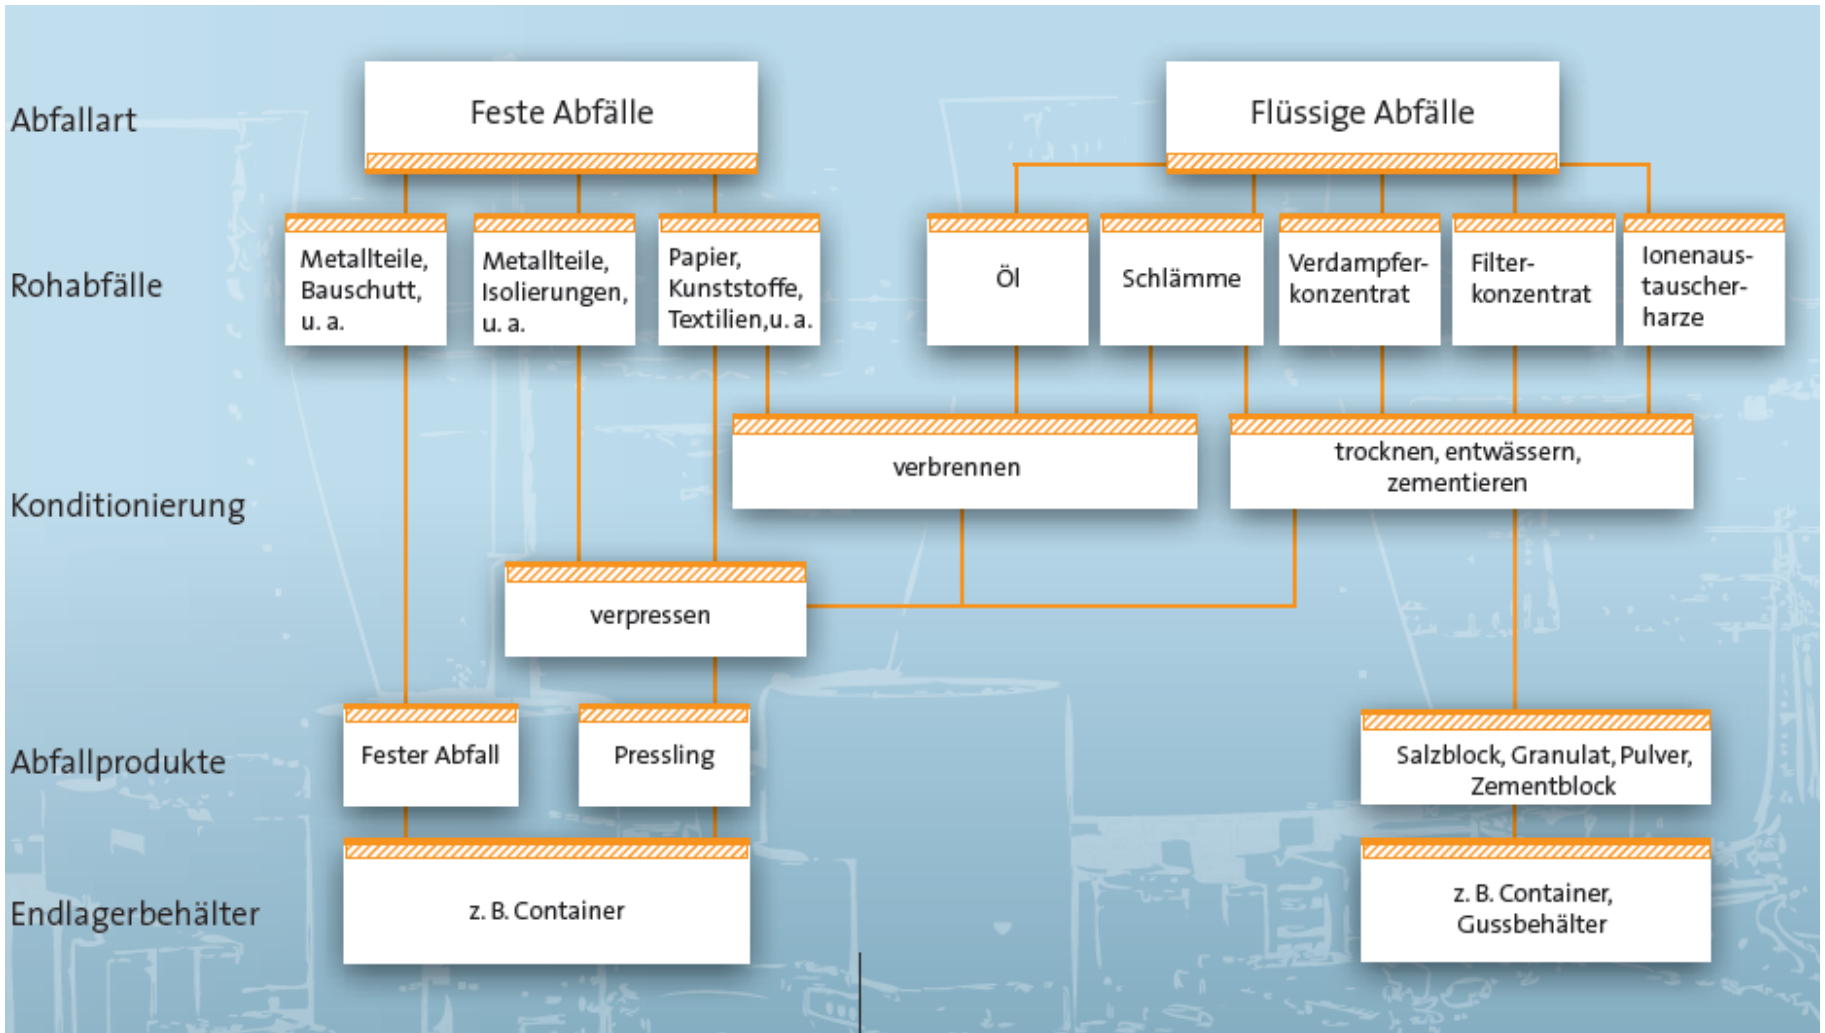 Abfallart
Feste Abfälle
Flüssige Abfälle
Rohabfälle
Metallteile,
Bauschutt,
u. a.
Metallteile,
Isolierungen,
u. a.
Papier,
Kunststoffe,
Textilien,u. a.
Öl
Schlämme
Verdampfer-
konzentrat
Filter-
konzentrat
Ionenaus-
tauscher-
harze
Konditionierung
verbrennen
trocknen, entwässern,
zementieren
verpressen
Abfallprodukte
Fester Abfall
Pressling
Salzblock, Granulat, Pulver,
Zementblock
Endlagerbehälter
z. B. Container
z. B. Container,
Gussbehälter